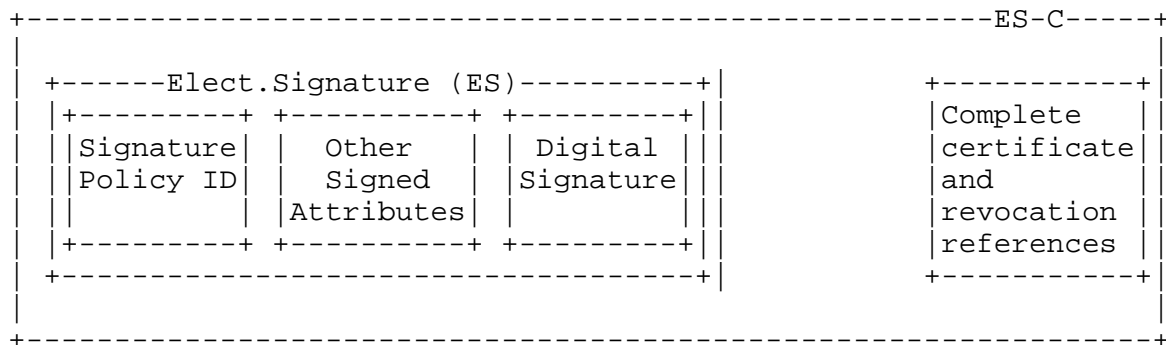 +------------------------------------------------------ES-C-----+
|                                                               |
| +------Elect.Signature (ES)----------+|           +-----------+|
| |+---------+ +----------+ +---------+||           |Complete   ||
| ||Signature| |  Other   | | Digital |||           |certificate||
| ||Policy ID| |  Signed  | |Signature|||           |and        ||
| ||         | |Attributes| |         |||           |revocation ||
| |+---------+ +----------+ +---------+||           |references ||
| +------------------------------------+|           +-----------+|
|                                                               |
+---------------------------------------------------------------+